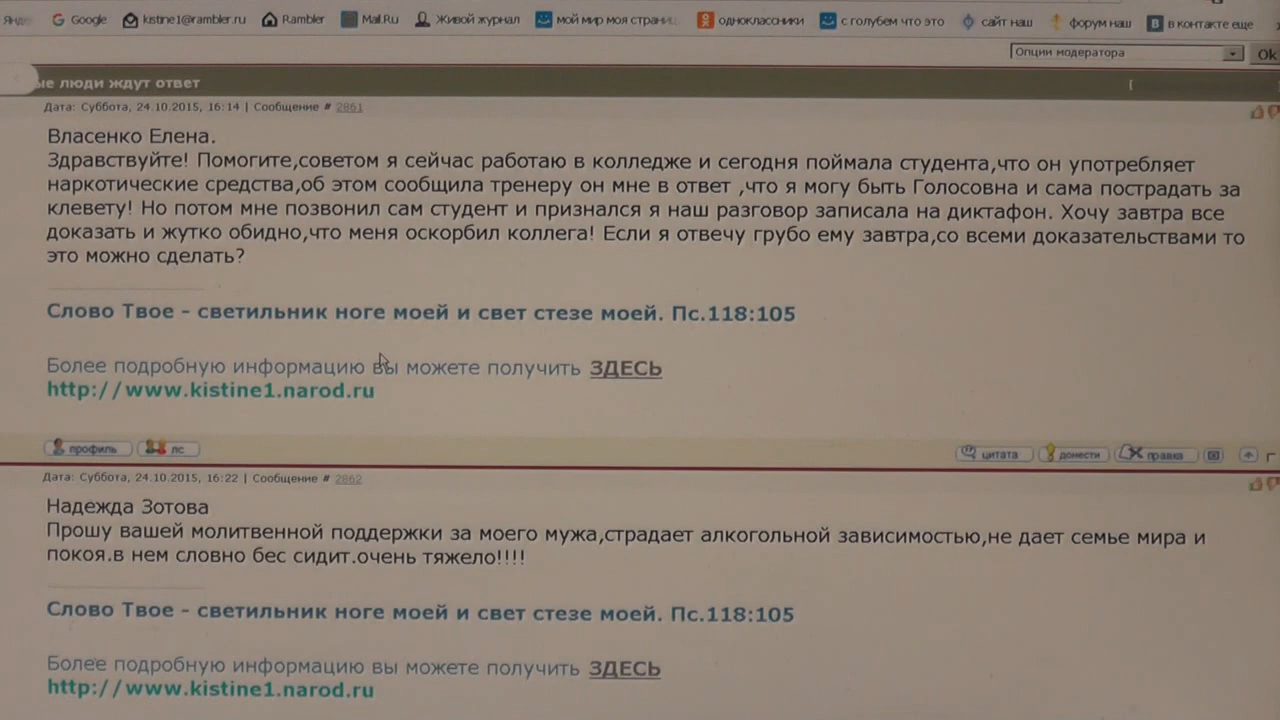 Google kistine1@rambler.ru Rambler Mail.Ru Живой журнал мой мир моя одноклассники с голубем что это сайт наш форум наш в контакте еще
Опции модератора Ok
люди ждут ответ [
Дата: Суббота, 24.10.2015, 16:14 | Сообщение # 2861
Власенко Елена.
Здравствуйте! Помогите,советом я сейчас работаю в колледже и сегодня поймала студента,что он употребляет
наркотические средства,об этом сообщила тренеру он мне в ответ ,что я могу быть Голосовна и сама пострадать за
клевету! Но потом мне позвонил сам студент и признался я наш разговор записала на диктафон. Хочу завтра все
доказать и жутко обидно,что меня оскорбил коллега! Если я отвечу грубо ему завтра,со всеми доказательствами то
это можно сделать?
Слово Твое - светильник ноге моей и свет стезе моей. Пс.118:105
Более подробную информацию вы можете получить ЗДЕСЬ
http://www.kistine1.narod.ru
профиль лс цитата донести правка
Дата: Суббота, 24.10.2015, 16:22 | Сообщение # 2862
Надежда Зотова
Прошу вашей молитвенной поддержки за моего мужа,страдает алкогольной зависимостью,не дает семье мира и
покоя.в нем словно бес сидит.очень тяжело!!!!
Слово Твое - светильник ноге моей и свет стезе моей. Пс.118:105
Более подробную информацию вы можете получить ЗДЕСЬ
http://www.kistine1.narod.ru